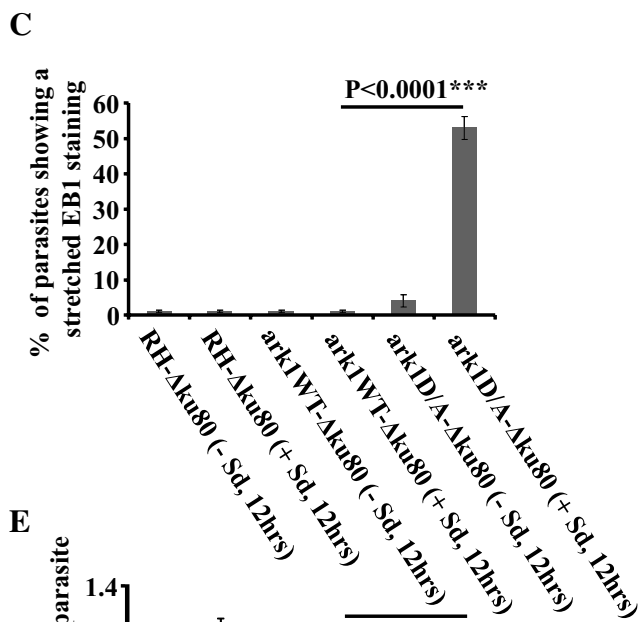 C
P<0.0001***
% of parasites showing a
stretched EB1 staining
60
50
40
30
20
10
0
RH-Δku80 (- Sd, 12hrs)
RH-Δku80 (+ Sd, 12hrs)
ark1WT-Δku80 (- Sd, 12hrs)
ark1WT-Δku80 (+ Sd, 12hrs)
ark1D/A-Δku80 (- Sd, 12hrs)
ark1D/A-Δku80 (+ Sd, 12hrs)
E
parasite
1.4